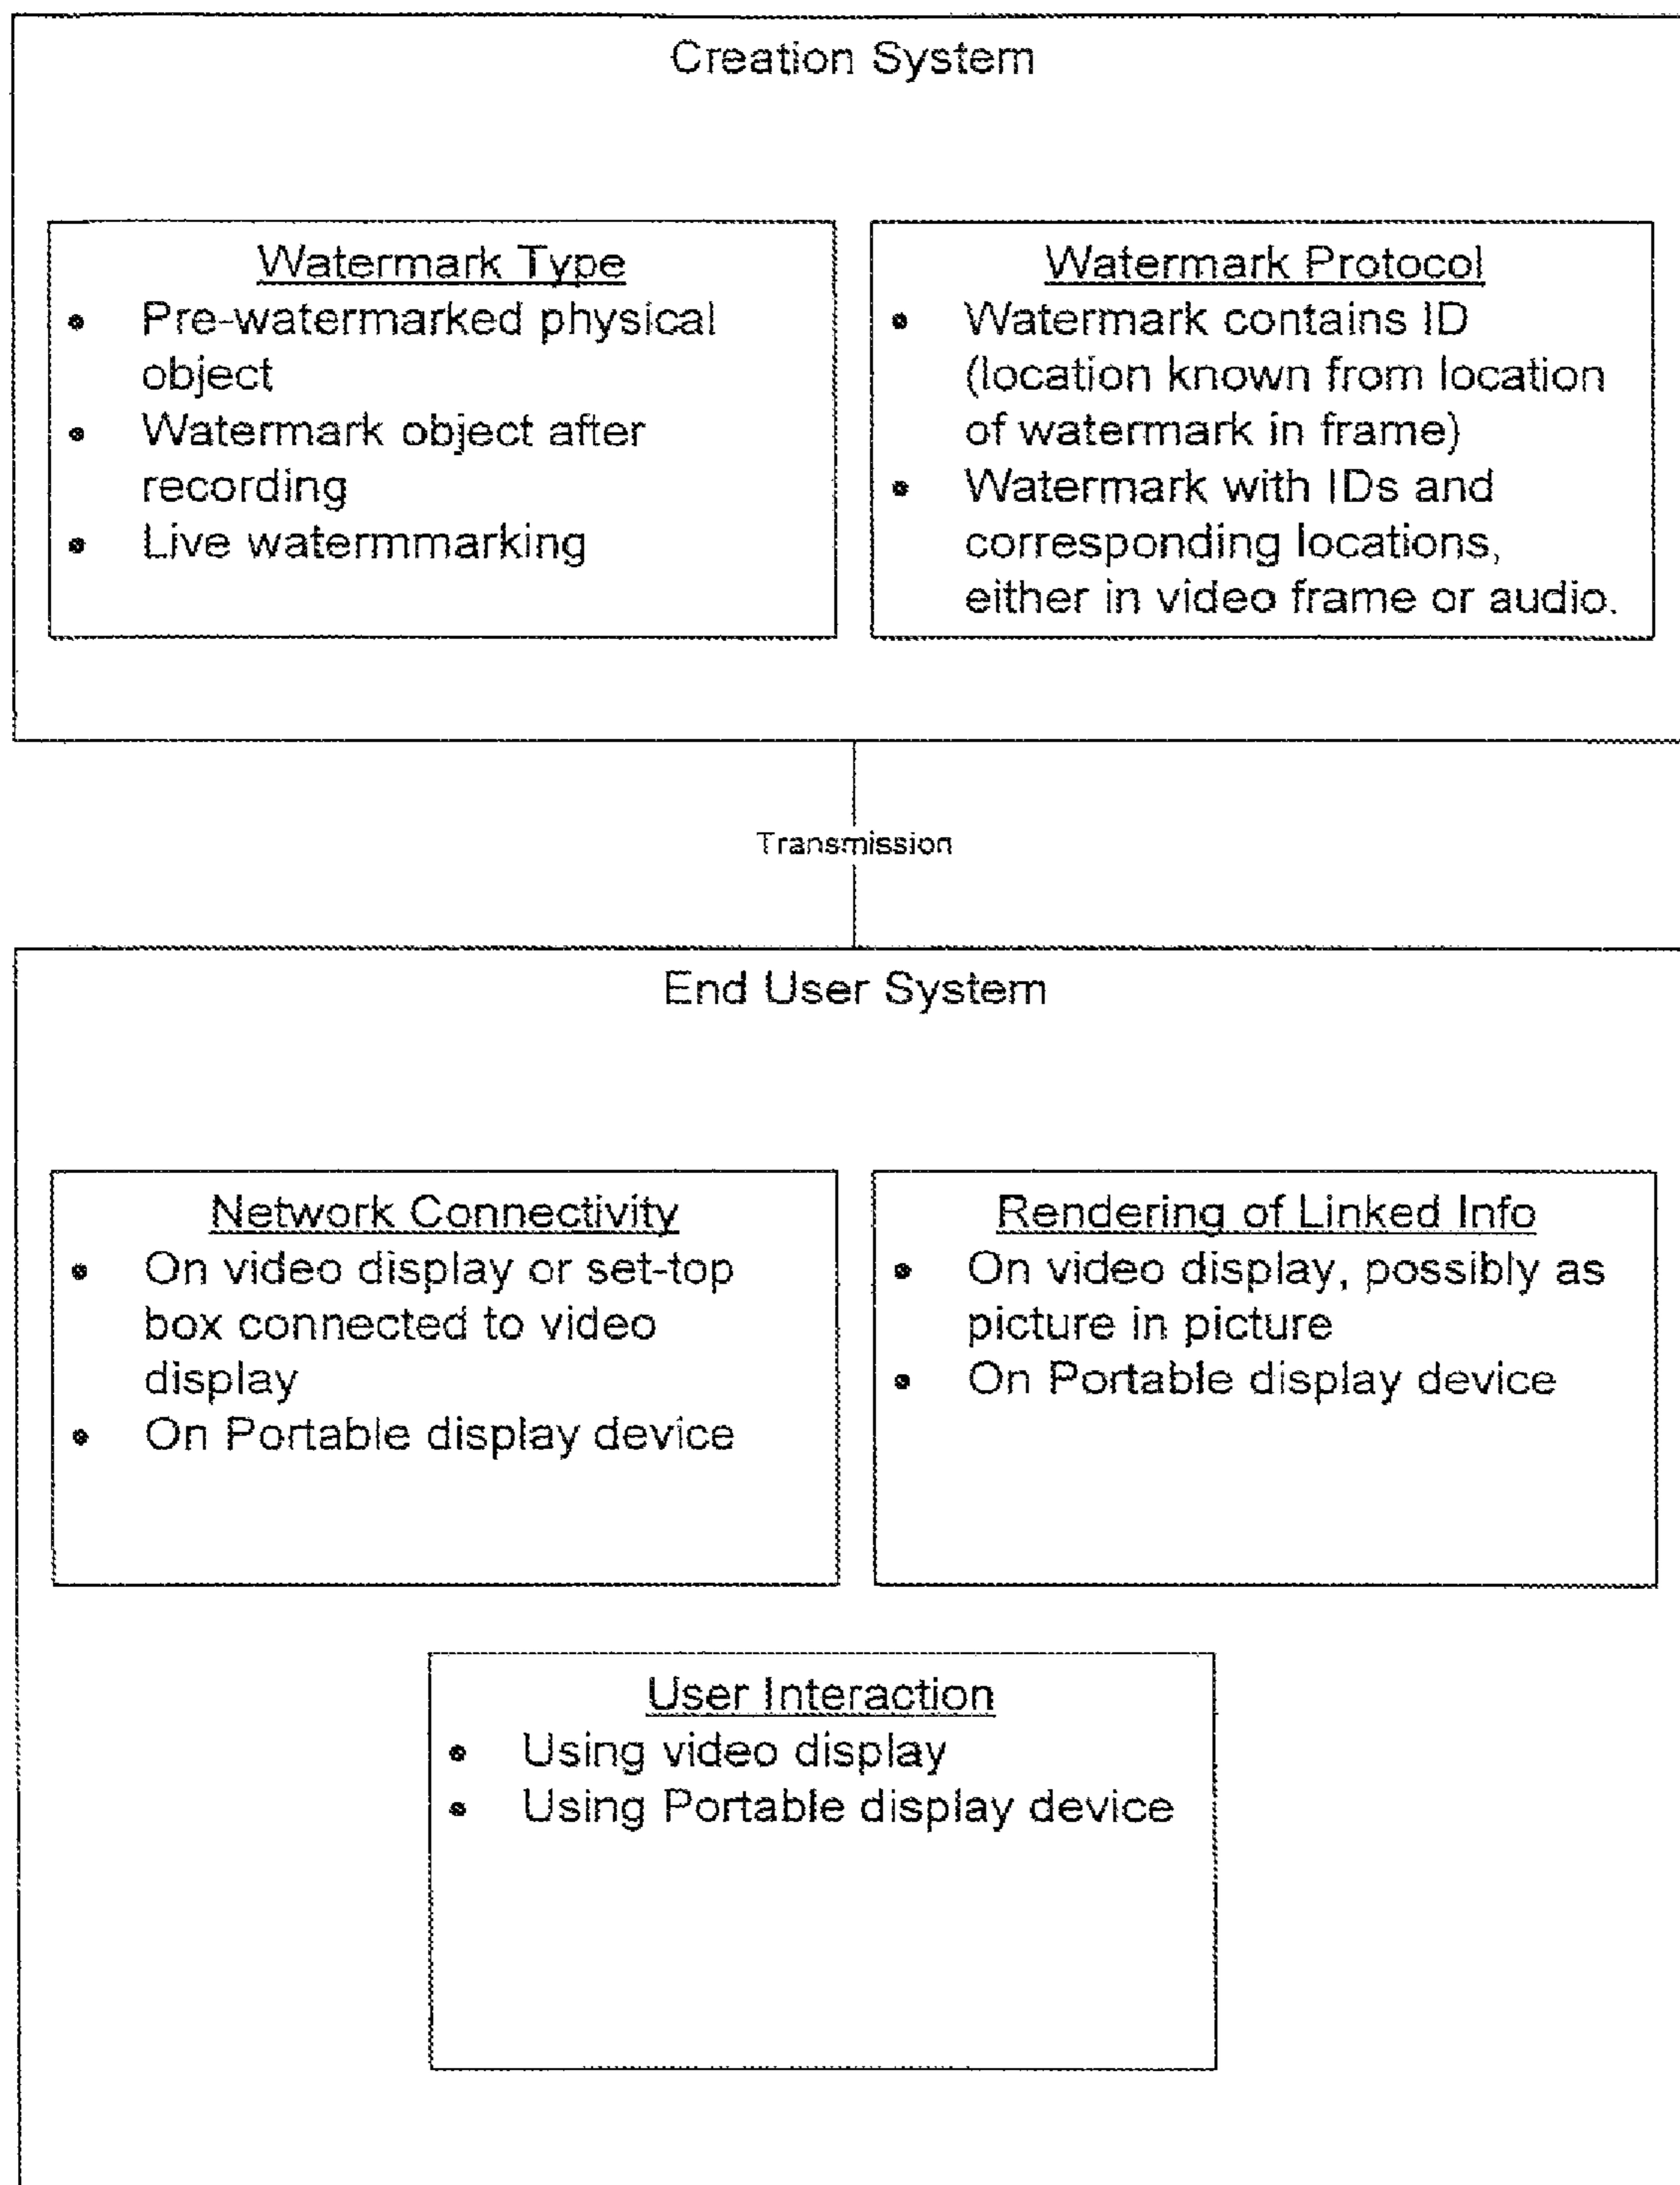 Creation System
Watermark Type
• Pre-watermarked physical
object
• Watermark object after
recording
• Live watermmarking
Watermark Protocol
• Watermark contains ID
(location known from location
of watermark in frame)
• Watermark with IDs and
corresponding locations,
either in video frame or audio.
Transmission
End User System
Network Connectivity
• On video display or set-top
box connected to video
display
• On Portable display device
Rendering of Linked Info
• On video display, possibly as
picture in picture
• On Portable display device
User Interaction
• Using video display
• Using Portable display device